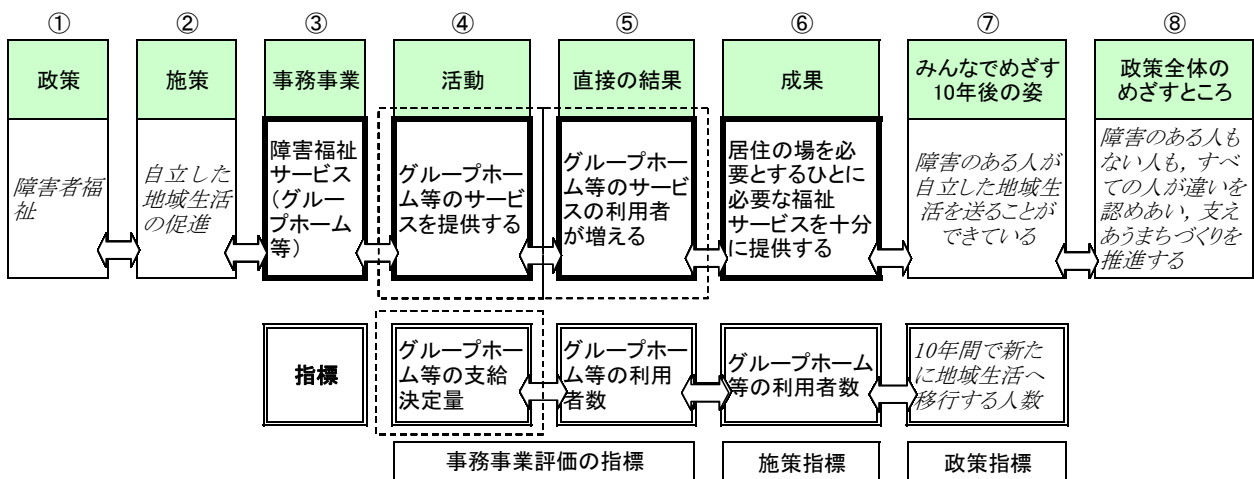 ① ② ③ ④ ⑤ ⑥ ⑦ ⑧
政策
施策
事務事業
活動
直接の結果
成果
みんなでめざす
10年後の姿
政策全体の
めざすところ
障害者福
祉
自立した
地域生活
の促進
障害福祉
サービス
(グルー
プホーム
等)
グループホー
ム等のサービ
スを提供する
グループホー
ム等のサービ
スの利用者
が増える
居住の場を必
要とするひとに
必要な福祉
サービスを十分
に提供する
障害のある人が
自立した地域生
活を送ることが
できている
障害のある人も
ない人も,すべ
ての人が違いを
認めあい,支え
あうまちづくりを
推進する
指標
グループホー
ム等の支給
決定量
グループホー
ム等の利用
者数
グループホーム
等の利用者数
10年間で新た
に地域生活へ
移行する人数
事務事業評価の指標
施策指標
政策指標